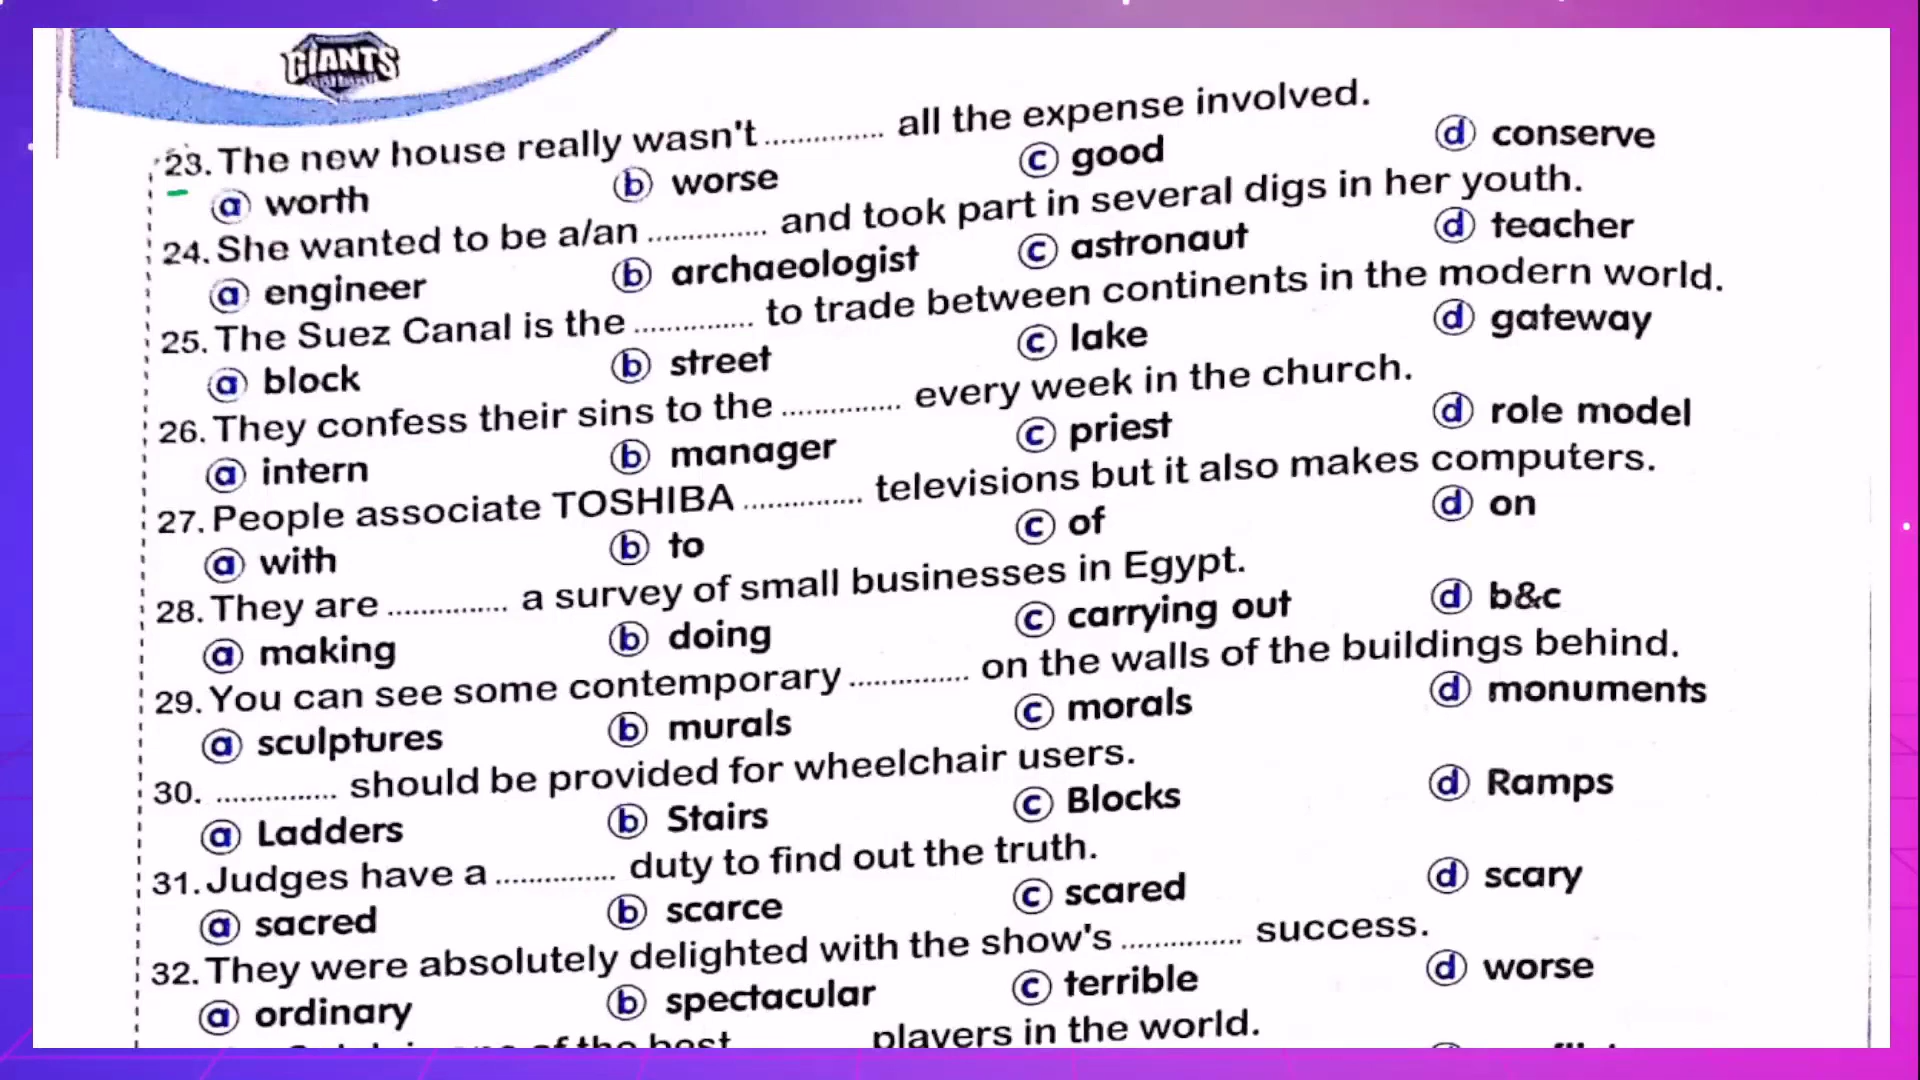 GIANTS
23. The new house really wasn't .............. all the expense involved.
a worth b worse c good d conserve
24. She wanted to be a/an .............. and took part in several digs in her youth.
a engineer b archaeologist c astronaut d teacher
25. The Suez Canal is the .............. to trade between continents in the modern world.
a block b street c lake d gateway
26. They confess their sins to the .............. every week in the church.
a intern b manager c priest d role model
27. People associate TOSHIBA .............. televisions but it also makes computers.
a with b to c of d on
28. They are .............. a survey of small businesses in Egypt.
a making b doing c carrying out d b&c
29. You can see some contemporary .............. on the walls of the buildings behind.
a sculptures b murals c morals d monuments
30. .............. should be provided for wheelchair users.
a Ladders b Stairs c Blocks d Ramps
31. Judges have a .............. duty to find out the truth.
a sacred b scarce c scared d scary
32. They were absolutely delighted with the show's .............. success.
a ordinary b spectacular c terrible d worse
of the best players in the world.